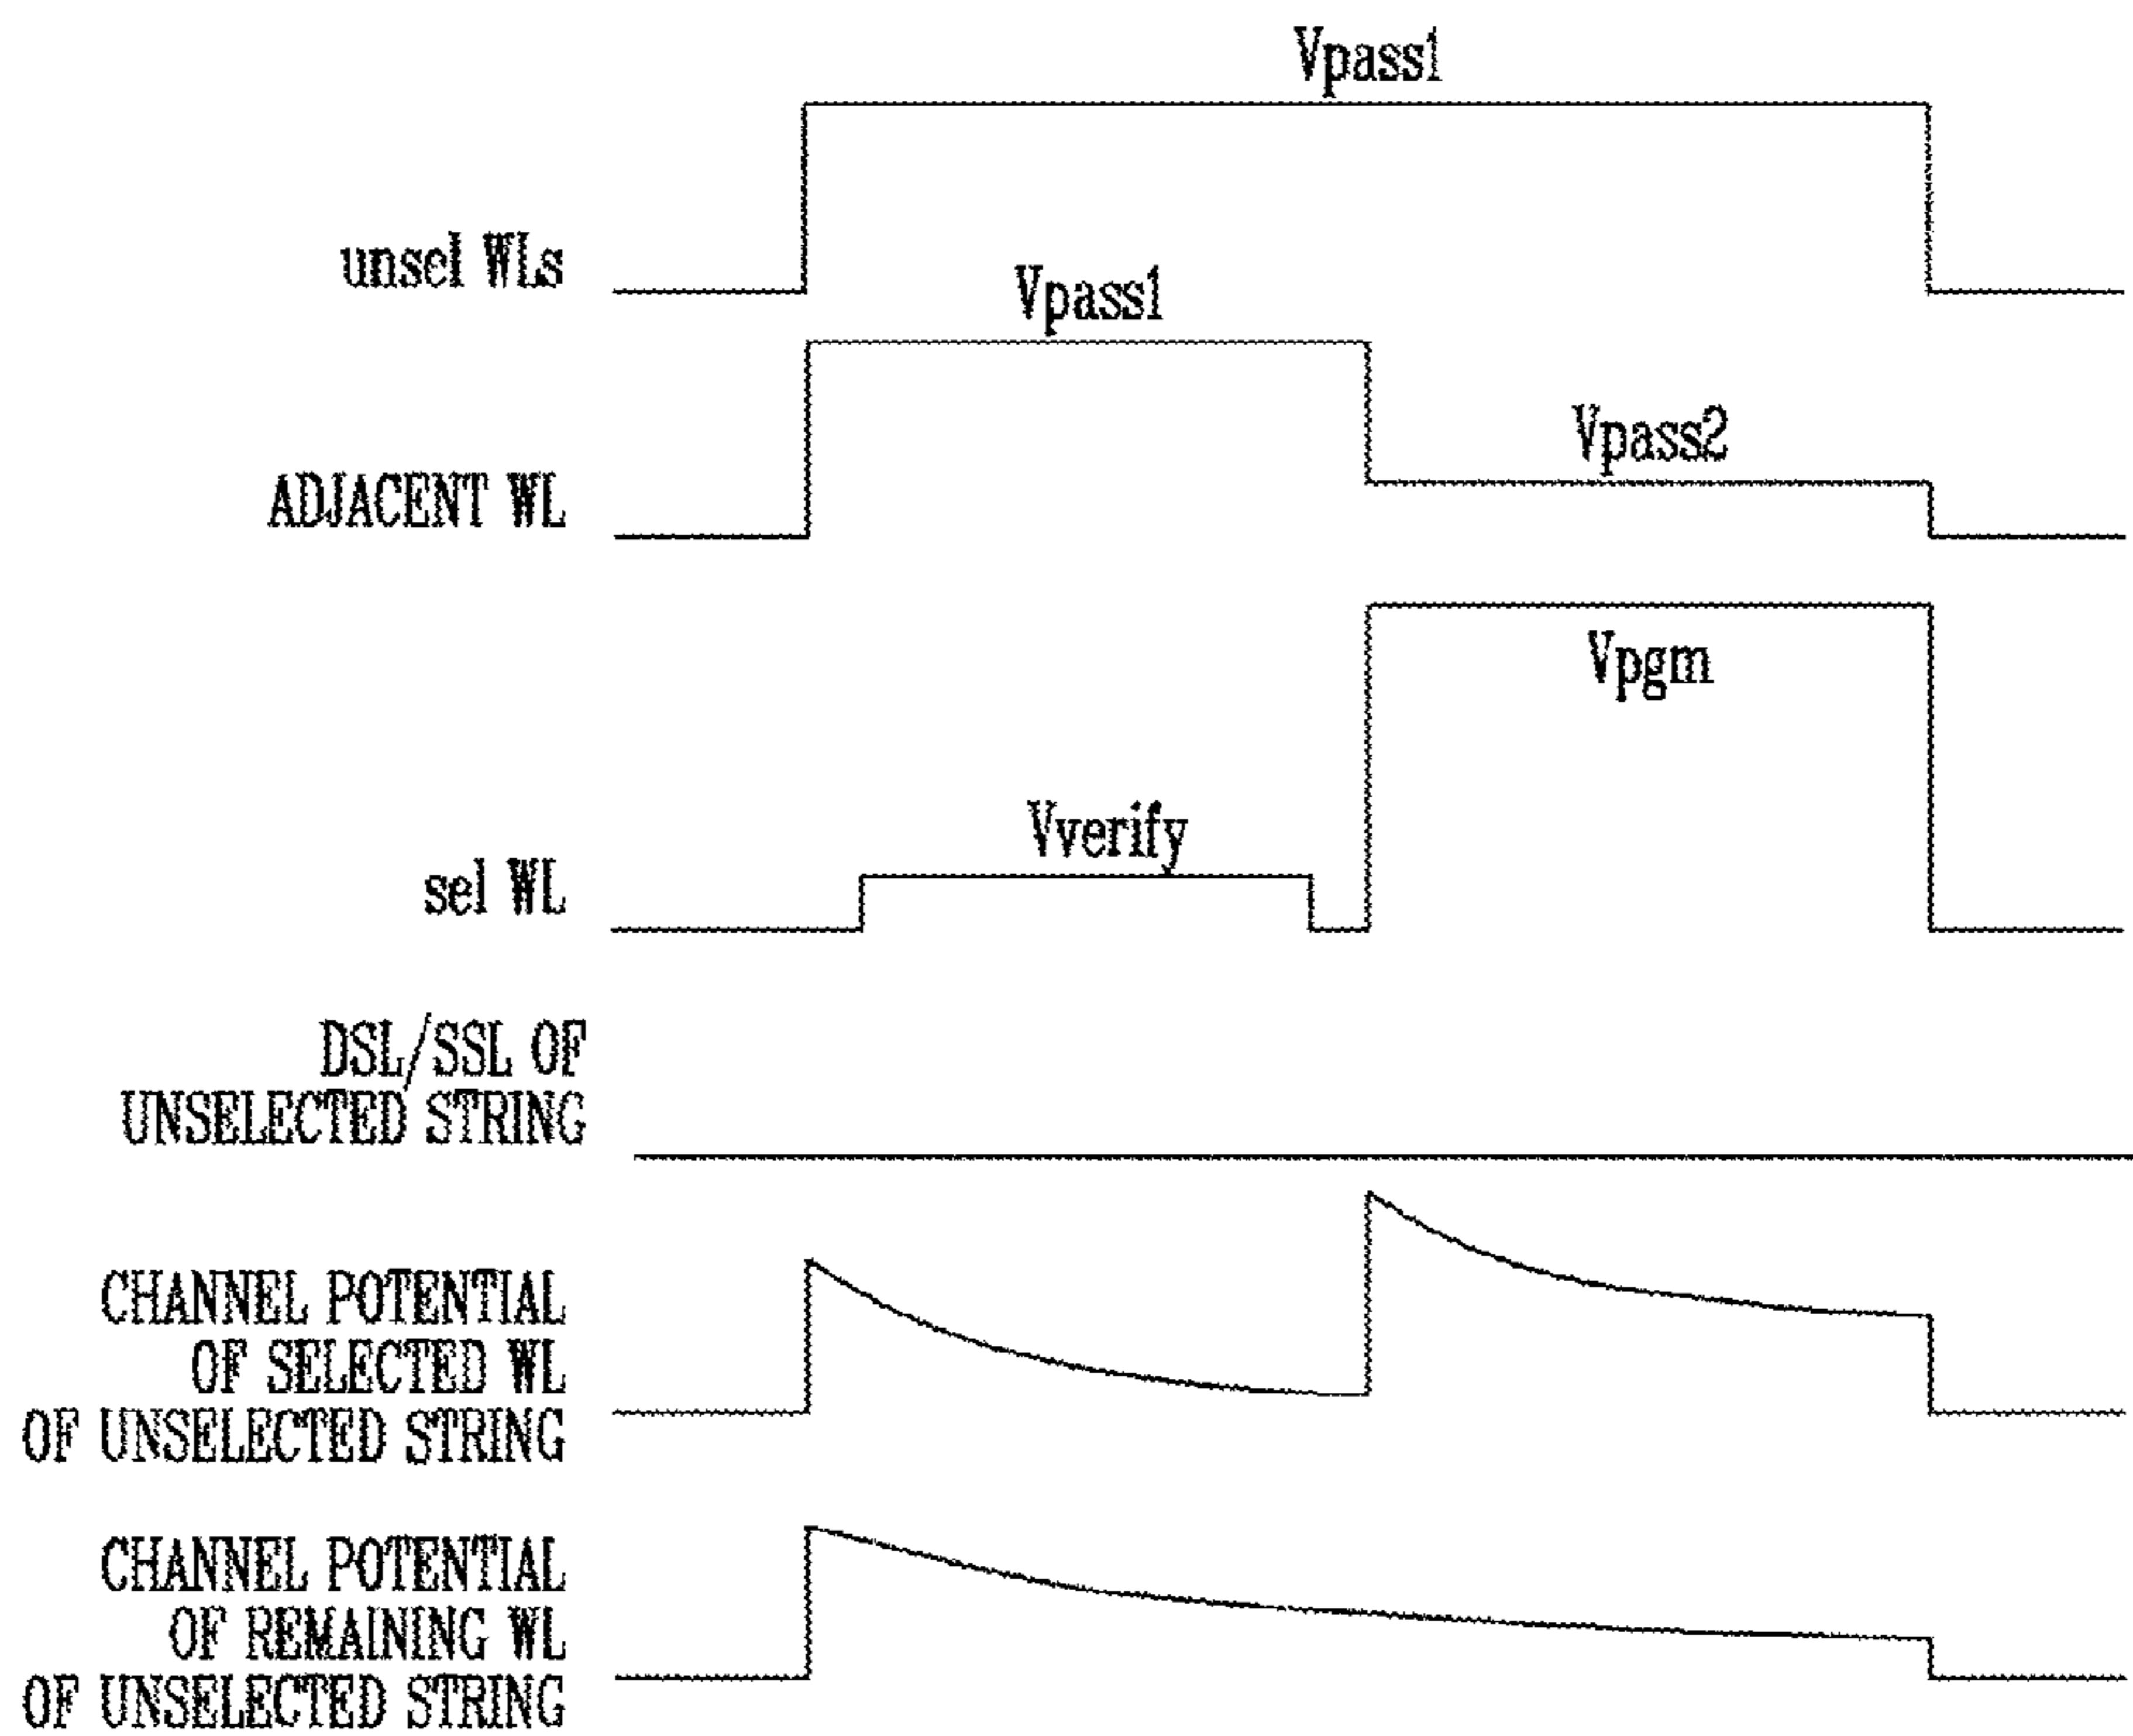 Vpass1
unsel WLs
Vpass1
Vpass2
ADJACENT WL
Vpgm
Vverify
sel WL
DSL/SSL OF
UNSELECTED STRING
CHANNEL POTENTIAL
OF SELECTED WL
OF UNSELECTED STRING
CHANNEL POTENTIAL
OF REMAINING WL
OF UNSELECTED STRING